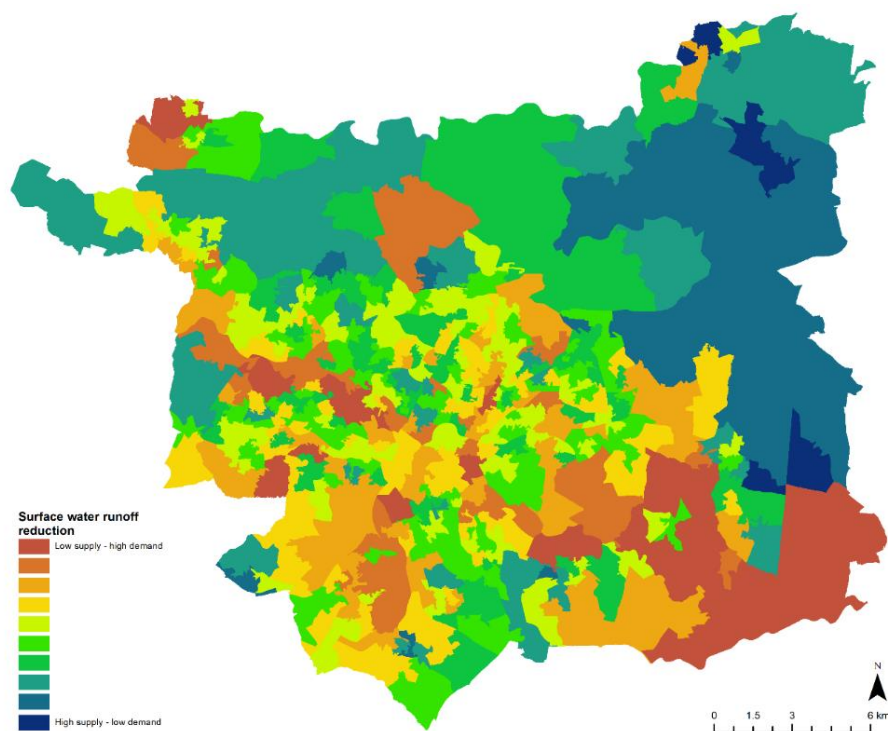 Surface water runoff
reduction
Low supply - high demand
High supply - low demand
N
0 1.5 3 6 km